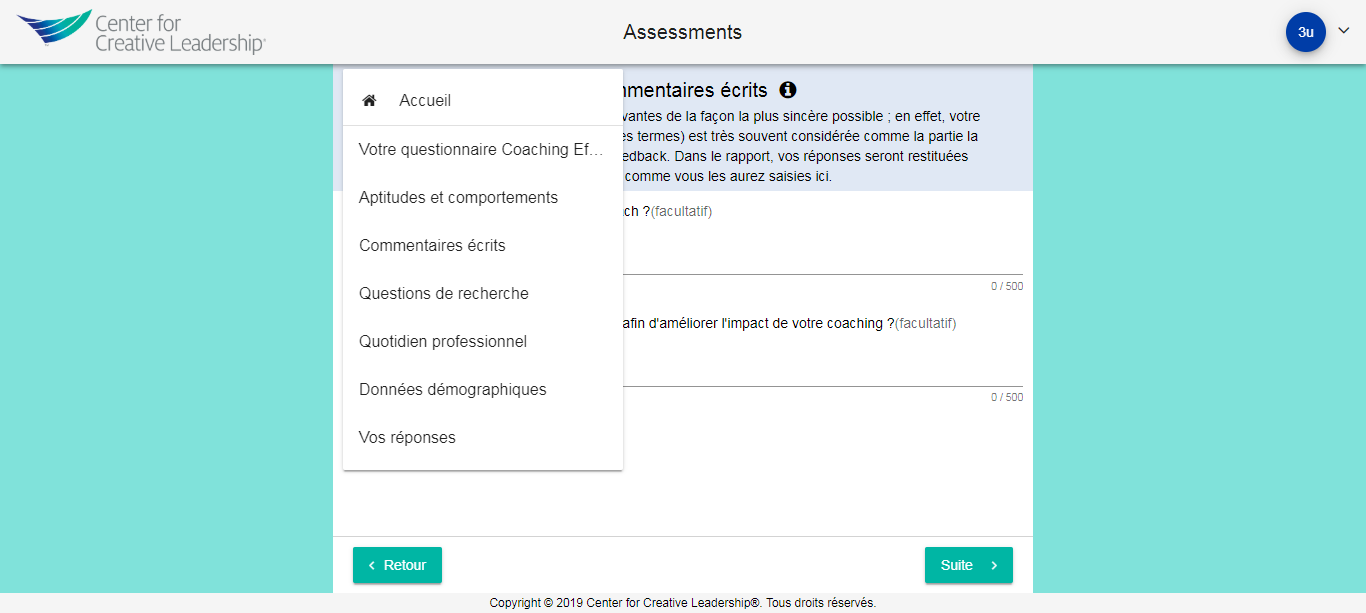 Center for
Creative Leadership®
Assessments
3u
Accueil
Votre questionnaire Coaching Ef...
Aptitudes et comportements
Commentaires écrits
Questions de recherche
Quotidien professionnel
Données démographiques
Vos réponses
mmentaires écrits
vantes de la façon la plus sincère possible ; en effet, votre
es termes) est très souvent considérée comme la partie la
edback. Dans le rapport, vos réponses seront restituées
comme vous les aurez saisies ici.
ch ?(facultatif)
0 / 500
afin d'améliorer l'impact de votre coaching ?(facultatif)
0 / 500
Retour
Suite
Copyright © 2019 Center for Creative Leadership®. Tous droits réservés.